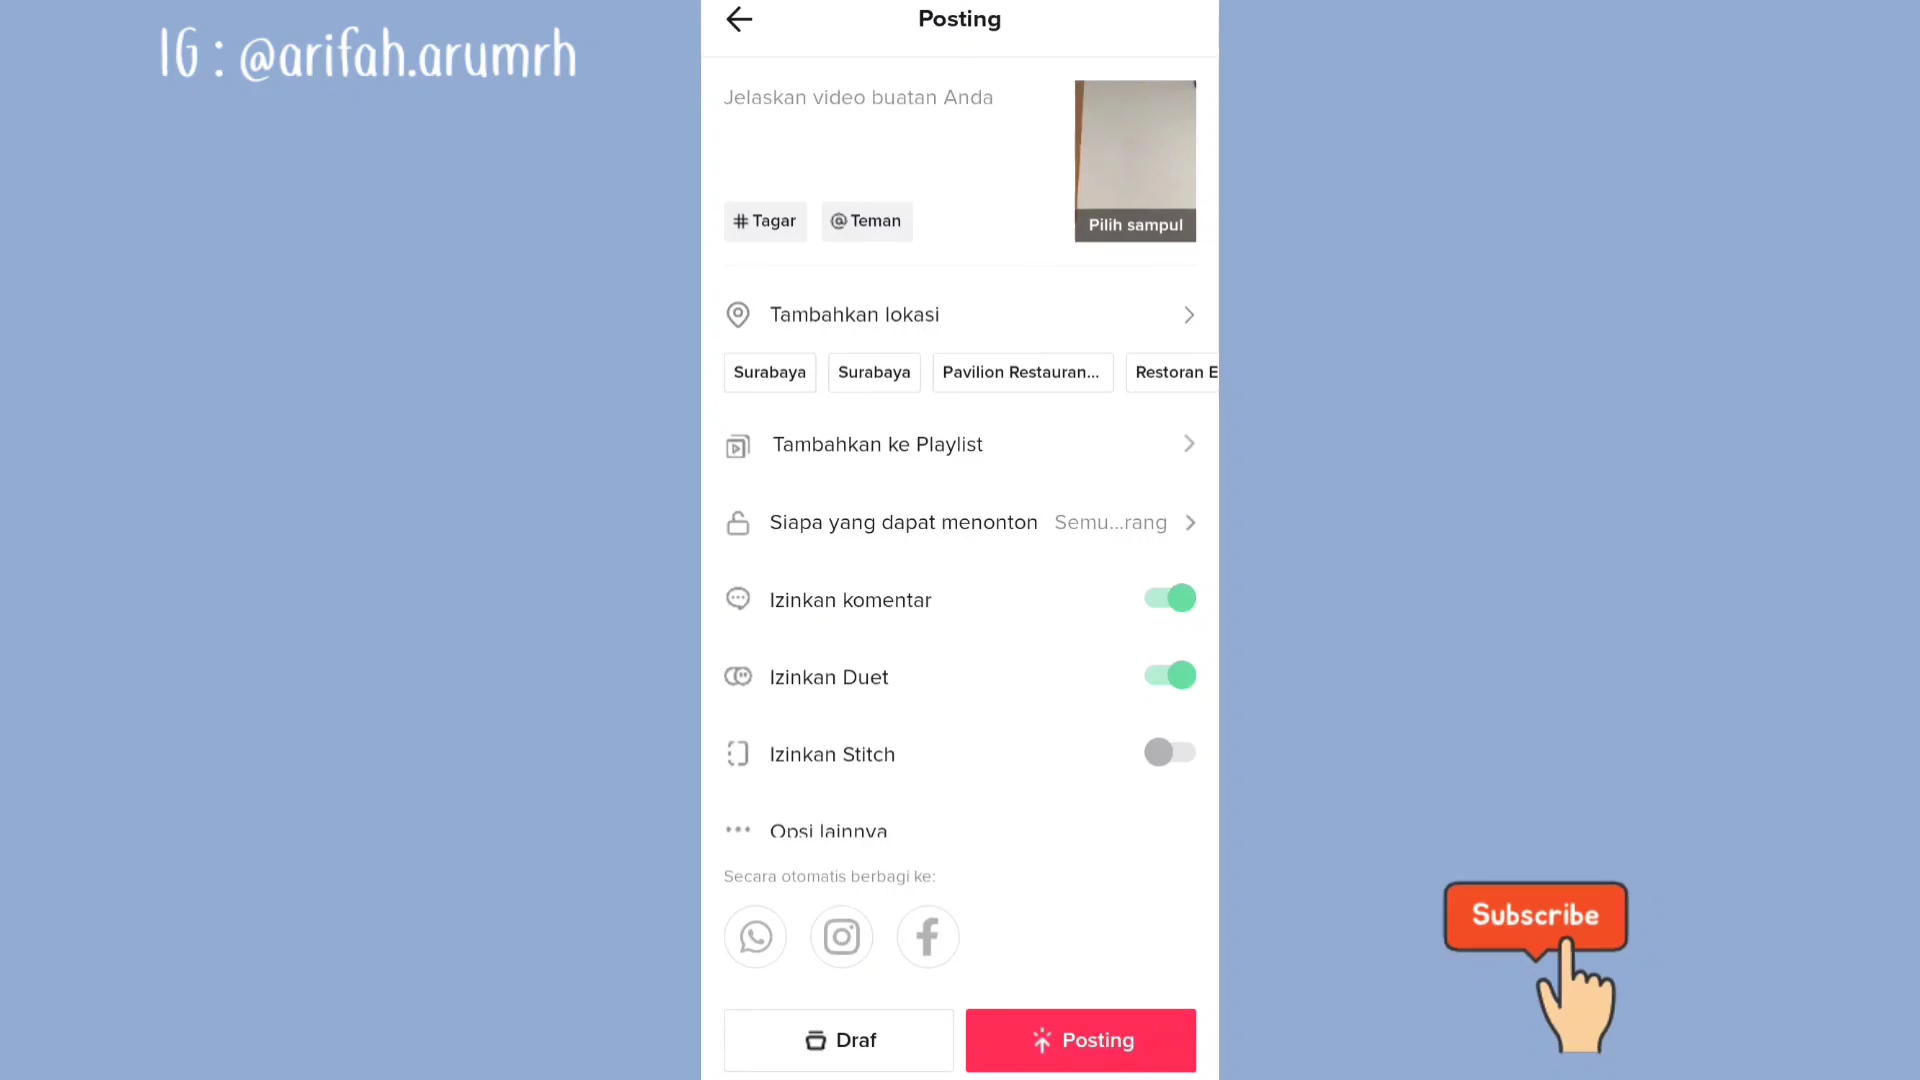 IG : @arifah.arumrh
Posting
Jelaskan video buatan Anda
# Tagar
@ Teman
Pilih sampul
Tambahkan lokasi
Surabaya
Surabaya
Pavilion Restauran...
Restoran E
Tambahkan ke Playlist
Siapa yang dapat menonton Semu...rang
Izinkan komentar
Izinkan Duet
Izinkan Stitch
Opsi lainnya
Secara otomatis berbagi ke:
Draf
Posting
Subscribe